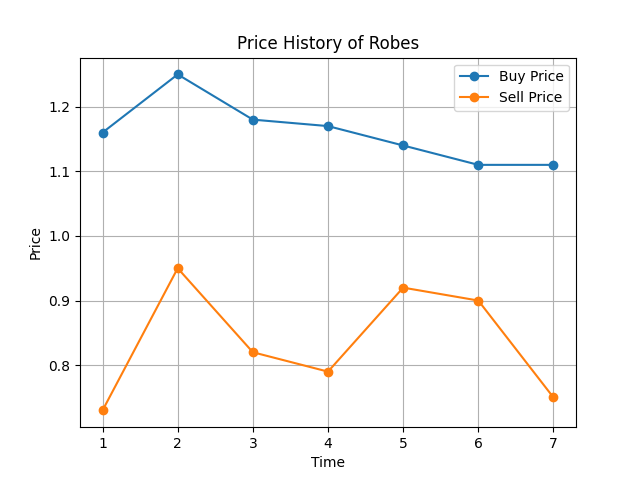 Price History of Robes
Buy Price
Sell Price
1.2
1.1
1.0
0.9
0.8
Price
1 2 3 4 5 6 7
Time